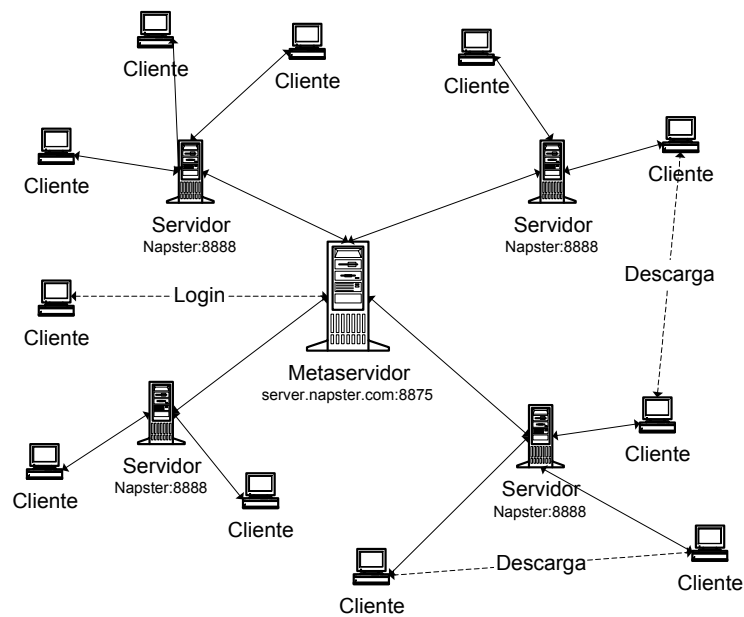 Cliente
Cliente
Cliente
Cliente
Cliente
Servidor
Napster:8888
Servidor
Napster:8888
Descarga
Login
Cliente
Metaservidor
server.napster.com:8875
Cliente
Servidor
Napster:8888
Cliente
Servidor
Napster:8888
Cliente
Descarga
Cliente
Cliente